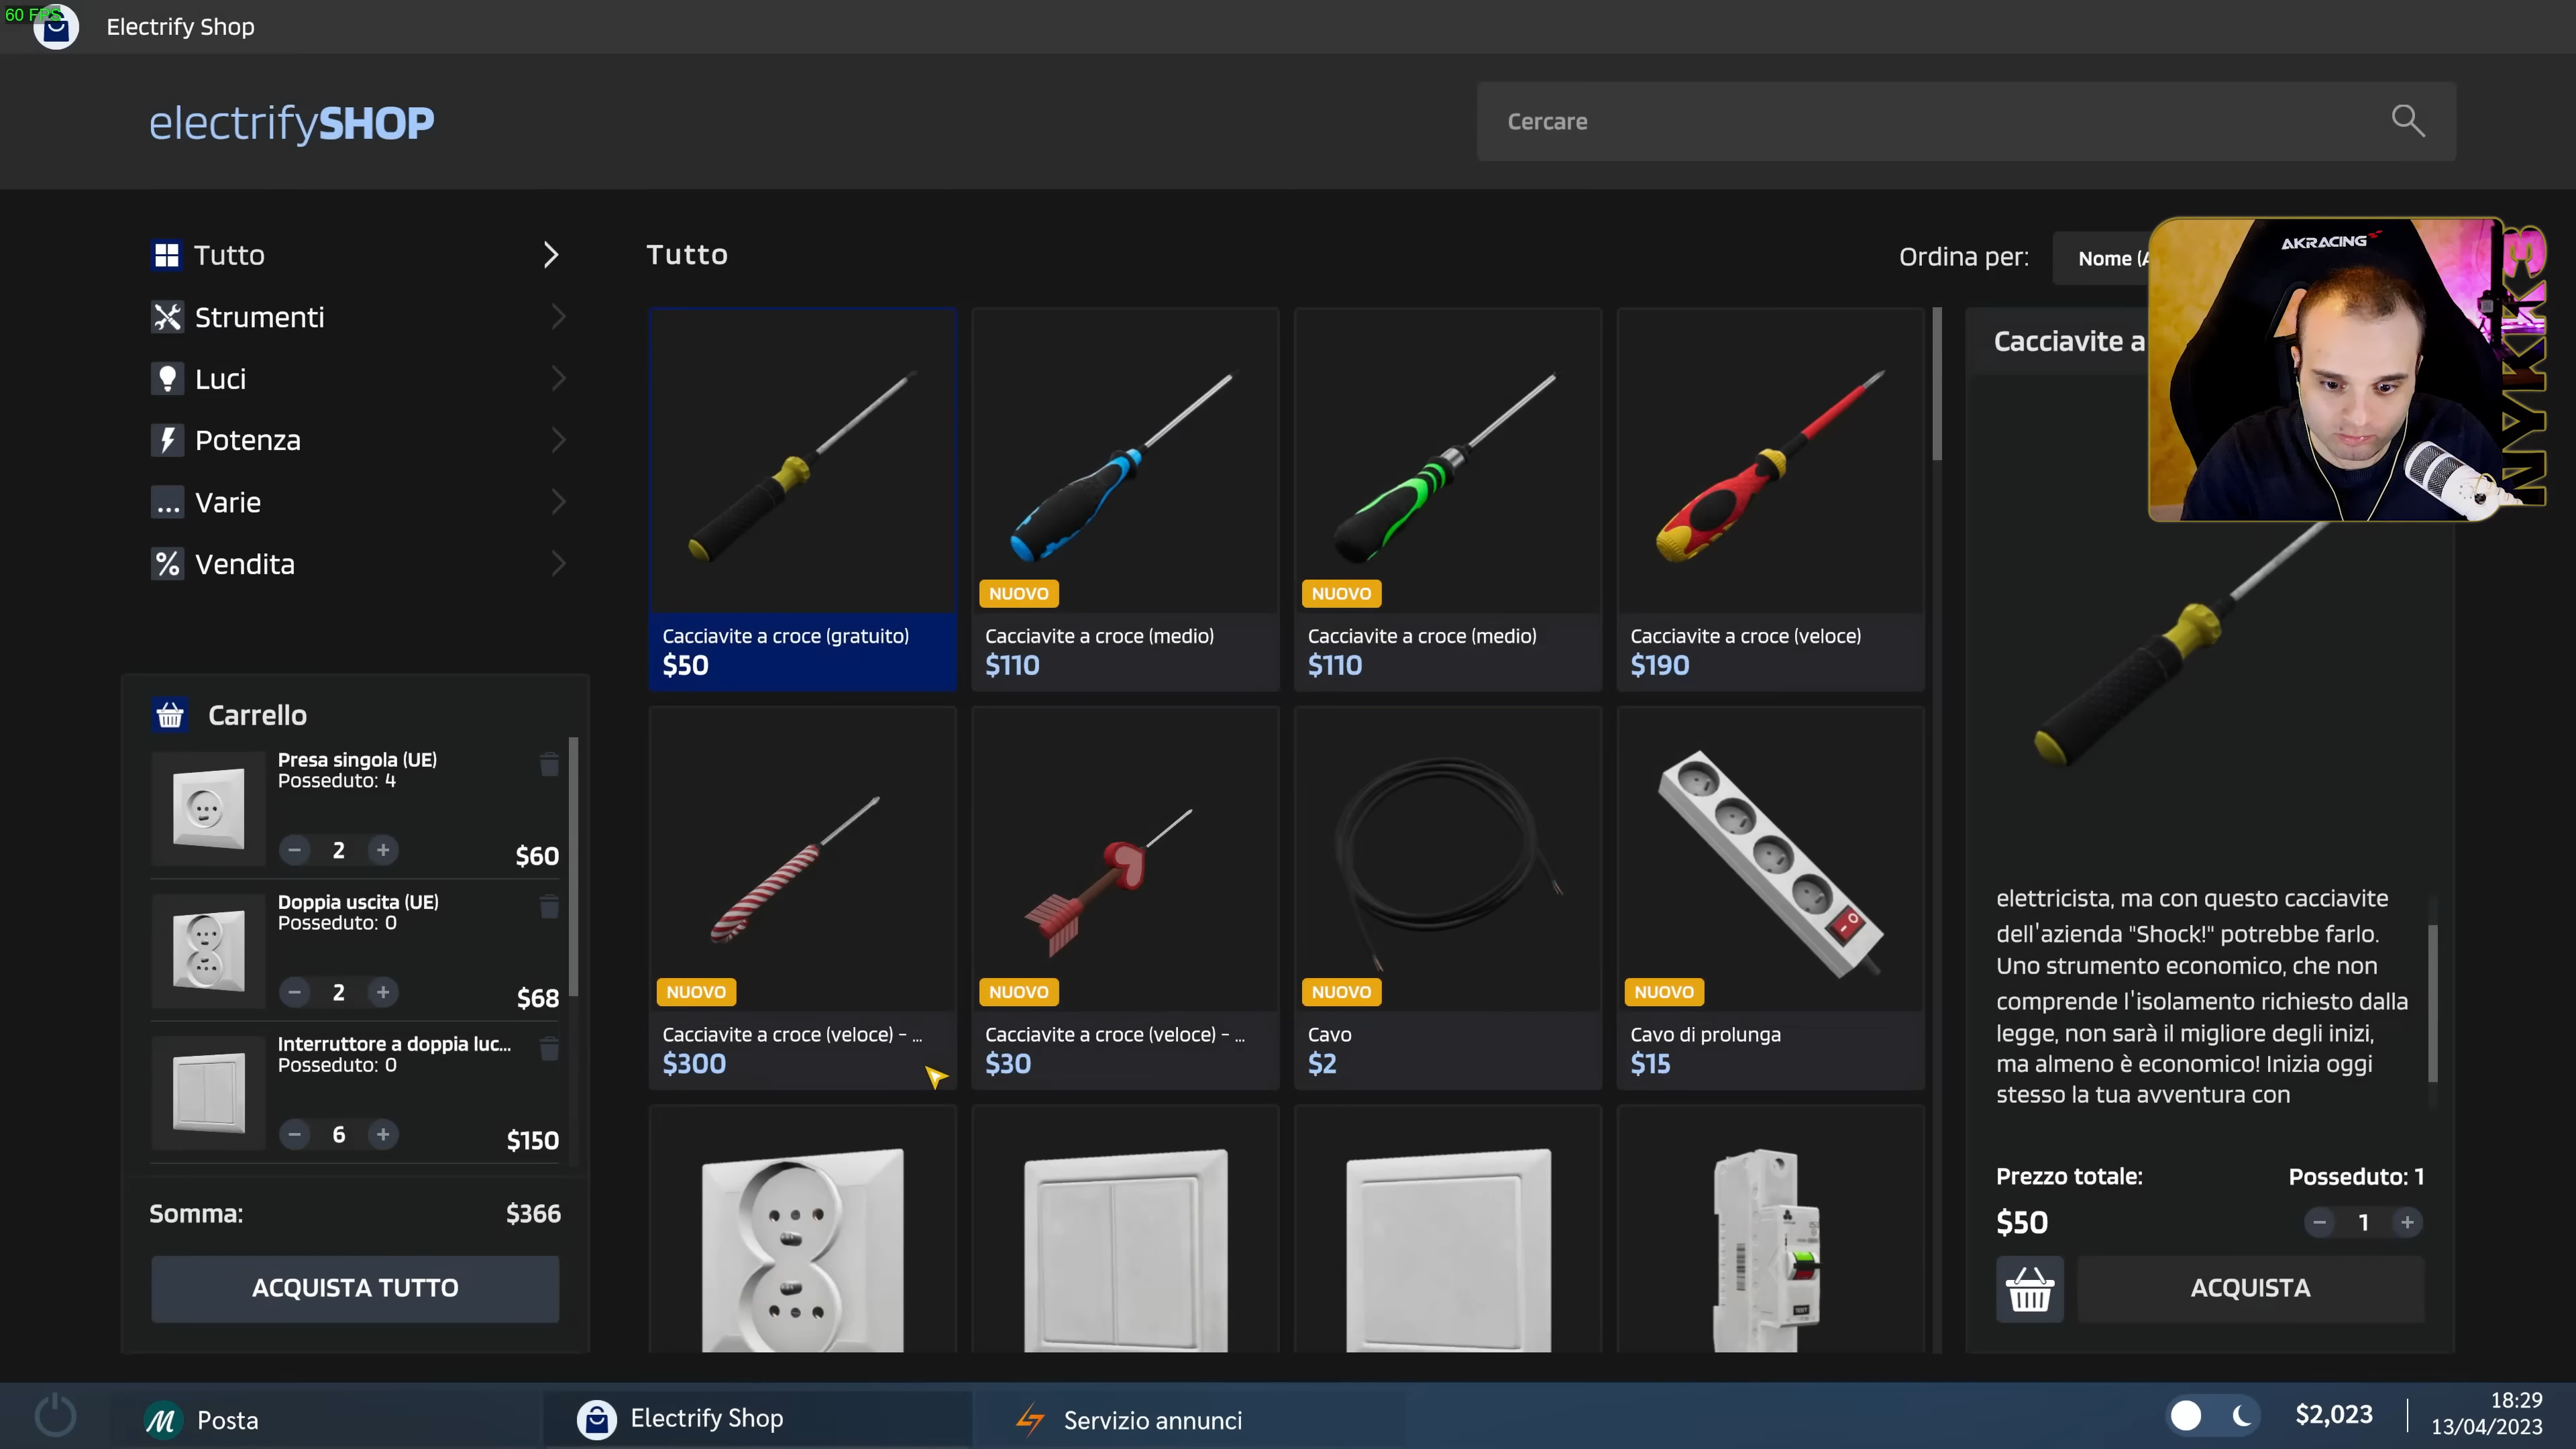 60 FPS
Electrify Shop
electrifySHOP
Cercare
Tutto
Strumenti
Luci
Potenza
Varie
Vendita
Tutto
Ordina per:
Nome (A
AKRACING
NYKK3
Cacciavite a croce (gratuito)
$50
NUOVO
Cacciavite a croce (medio)
$110
NUOVO
Cacciavite a croce (medio)
$110
Cacciavite a croce (veloce)
$190
NUOVO
Cacciavite a croce (veloce) - ...
$300
NUOVO
Cacciavite a croce (veloce) - ...
$30
NUOVO
Cavo
$2
NUOVO
Cavo di prolunga
$15
Carrello
Presa singola (UE)
Posseduto: 4
2
$60
Doppia uscita (UE)
Posseduto: 0
2
$68
Interruttore a doppia luc...
Posseduto: 0
6
$150
Somma:
$366
ACQUISTA TUTTO
Cacciavite a
elettricista, ma con questo cacciavite
dell'azienda "Shock!" potrebbe farlo.
Uno strumento economico, che non
comprende l'isolamento richiesto dalla
legge, non sarà il migliore degli inizi,
ma almeno è economico! Inizia oggi
stesso la tua avventura con
Prezzo totale:
Posseduto: 1
$50
1
ACQUISTA
Posta
Electrify Shop
Servizio annunci
$2,023
18:29
13/04/2023